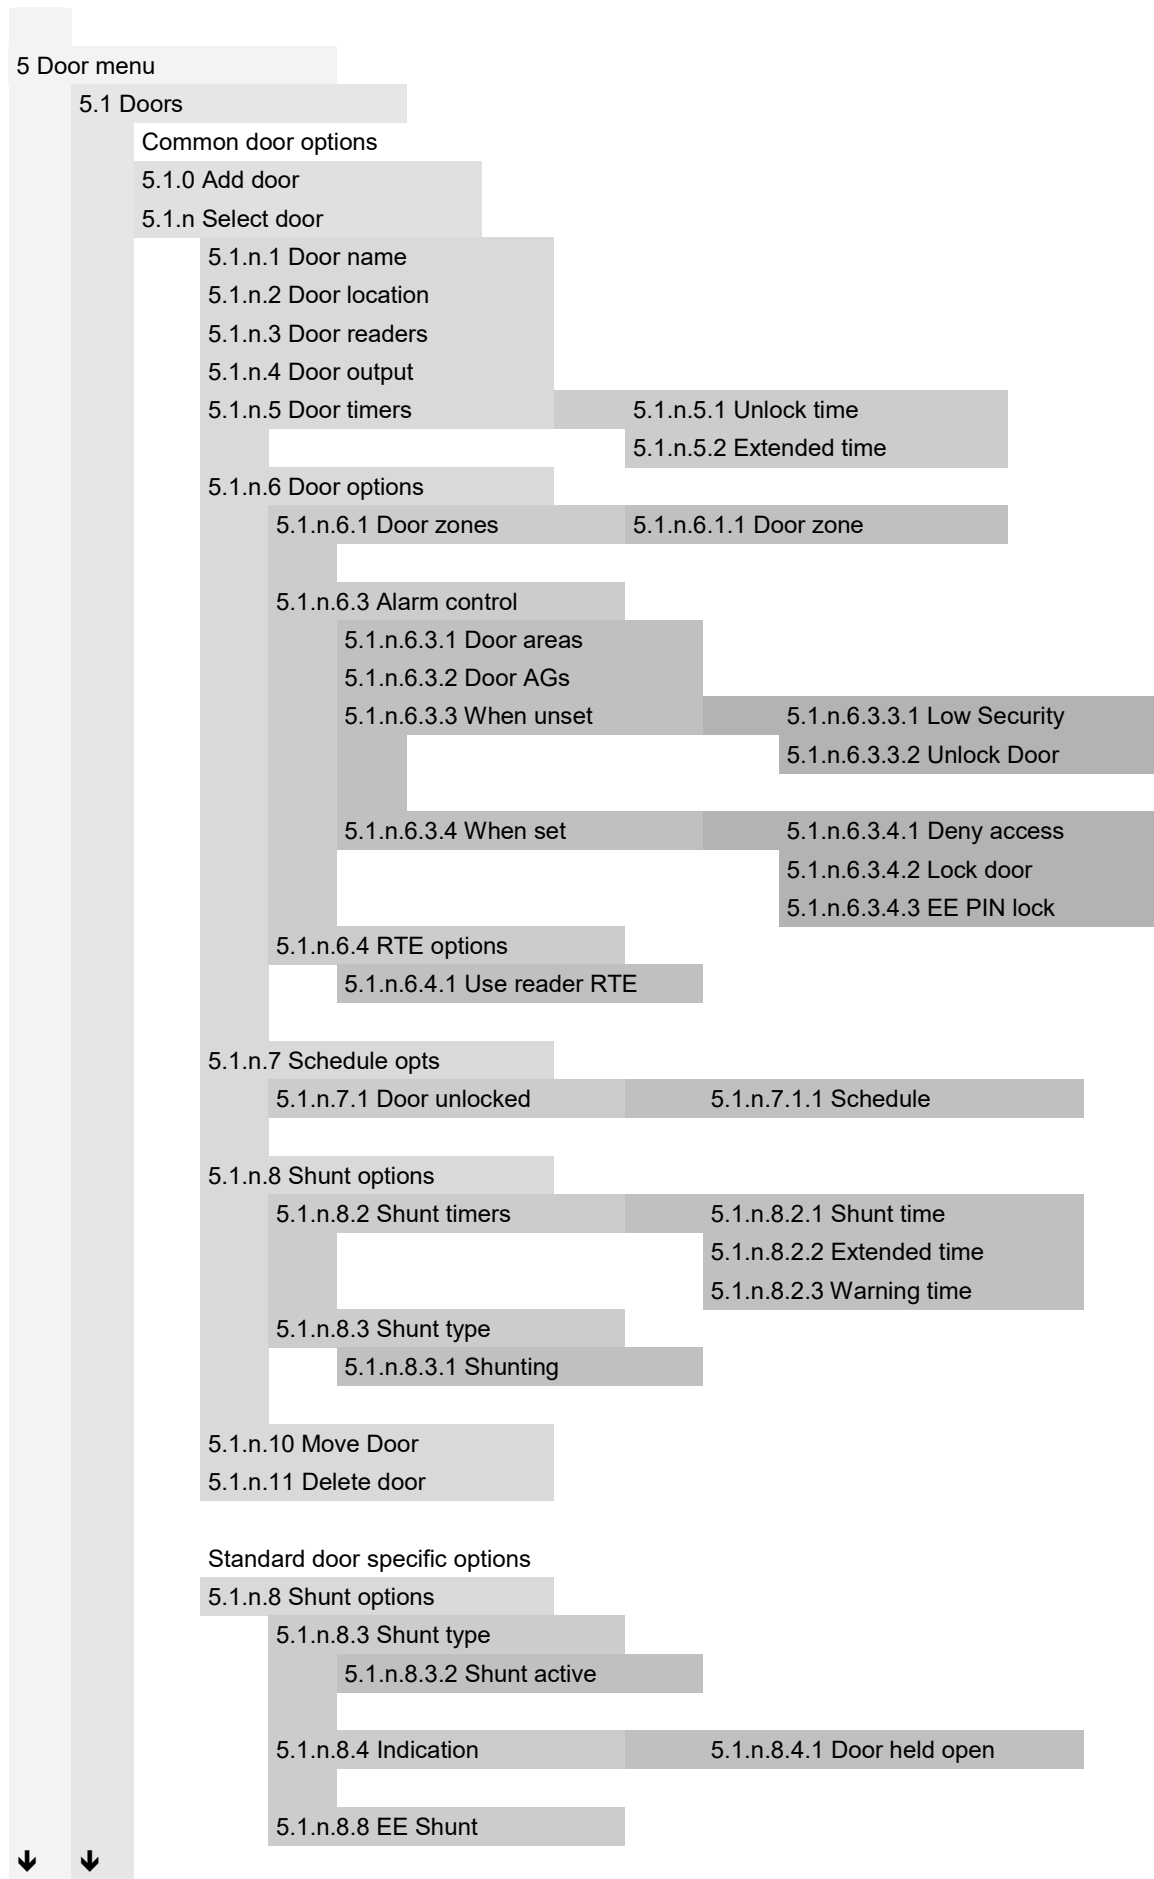 5 Door menu
5.1 Doors
Common door options
5.1.0 Add door
5.1.n Select door
5.1.n.1 Door name
5.1.n.2 Door location
5.1.n.3 Door readers
5.1.n.4 Door output
5.1.n.5 Door timers 5.1.n.5.1 Unlock time
5.1.n.5.2 Extended time
5.1.n.6 Door options
5.1.n.6.1 Door zones 5.1.n.6.1.1 Door zone
5.1.n.6.3 Alarm control
5.1.n.6.3.1 Door areas
5.1.n.6.3.2 Door AGs
5.1.n.6.3.3 When unset 5.1.n.6.3.3.1 Low Security
5.1.n.6.3.3.2 Unlock Door
5.1.n.6.3.4 When set 5.1.n.6.3.4.1 Deny access
5.1.n.6.3.4.2 Lock door
5.1.n.6.3.4.3 EE PIN lock
5.1.n.6.4 RTE options
5.1.n.6.4.1 Use reader RTE
5.1.n.7 Schedule opts
5.1.n.7.1 Door unlocked 5.1.n.7.1.1 Schedule
5.1.n.8 Shunt options
5.1.n.8.2 Shunt timers 5.1.n.8.2.1 Shunt time
5.1.n.8.2.2 Extended time
5.1.n.8.2.3 Warning time
5.1.n.8.3 Shunt type
5.1.n.8.3.1 Shunting
5.1.n.10 Move Door
5.1.n.11 Delete door
Standard door specific options
5.1.n.8 Shunt options
5.1.n.8.3 Shunt type
5.1.n.8.3.2 Shunt active
5.1.n.8.4 Indication 5.1.n.8.4.1 Door held open
5.1.n.8.8 EE Shunt